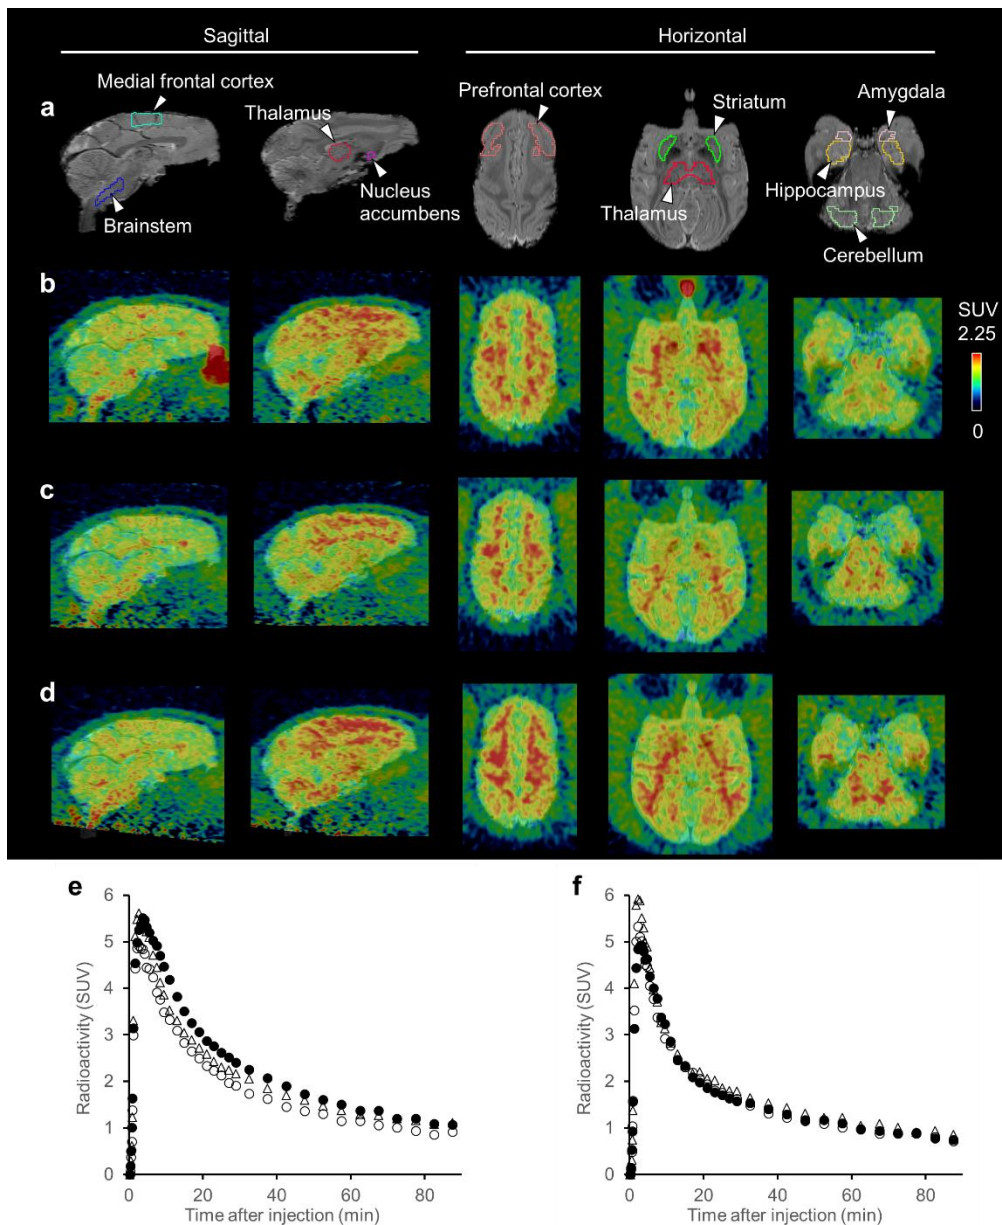 Sagittal
Horizontal
a
Medial frontal cortex
Thalamus
Brainstem
Nucleus
accumbens
Prefrontal cortex
Striatum
Amygdala
Thalamus
Hippocampus
Cerebellum
b
SUV
2.25
0
c
d
e
6
5
4
3
2
1
0
Radioactivity (SUV)
0
20
40
60
80
Time after injection (min)
f
6
5
4
3
2
1
0
Radioactivity (SUV)
0
20
40
60
80
Time after injection (min)